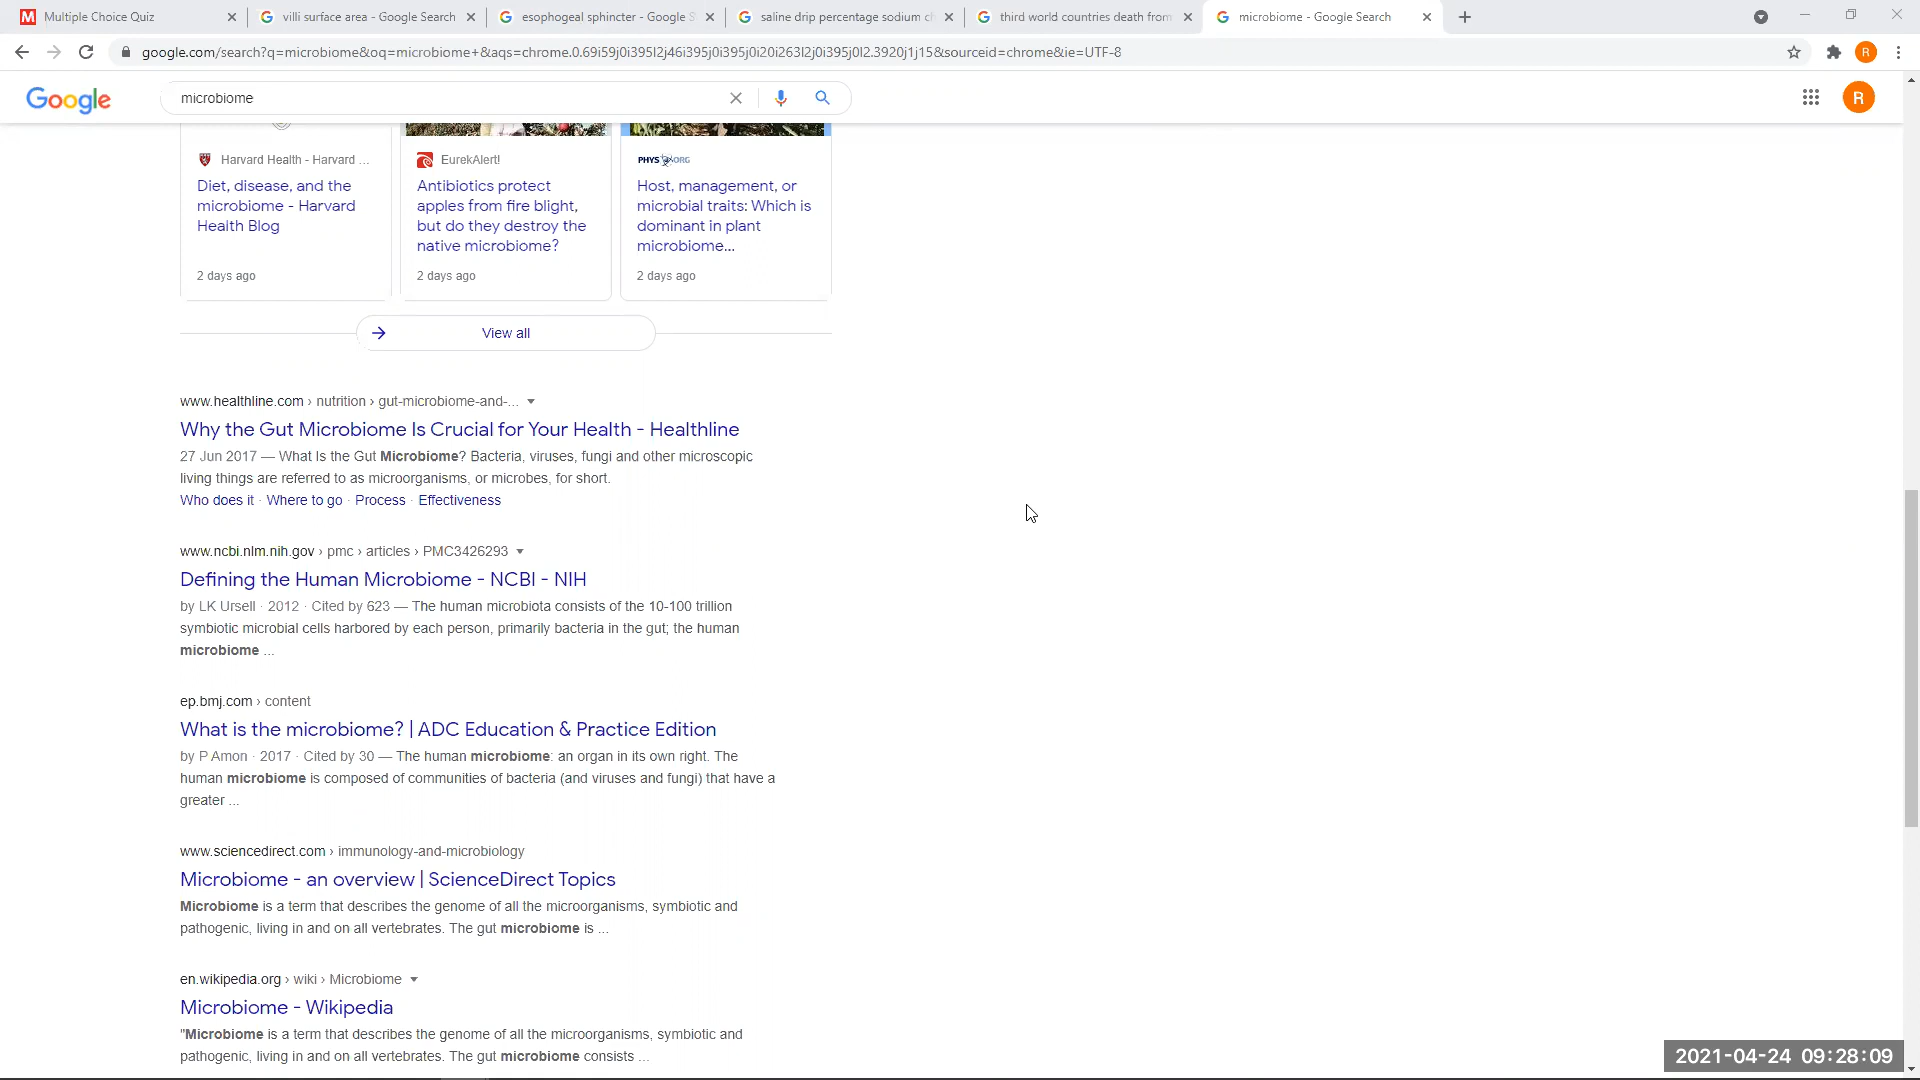 Multiple Choice Quiz
villi surface area - Google Search
esophogeal sphincter - Google S
saline drip percentage sodium c
third world countries death from
microbiome - Google Search
google.com/search?q=microbiome&oq=microbiome+&aqs=chrome.0.69i59j0i395l2j46i395j0i395j0i20i263l2j0i395j0l2.3920j1j15&sourceid=chrome&ie=UTF-8
R
Google
microbiome
R
Harvard Health - Harvard ...
Diet, disease, and the
microbiome - Harvard
Health Blog
2 days ago
EurekAlert!
Antibiotics protect
apples from fire blight,
but do they destroy the
native microbiome?
2 days ago
PHYS ORG
Host, management, or
microbial traits: Which is
dominant in plant
microbiome...
2 days ago
View all
www.healthline.com › nutrition › gut-microbiome-and-...
Why the Gut Microbiome Is Crucial for Your Health - Healthline
27 Jun 2017 — What Is the Gut Microbiome? Bacteria, viruses, fungi and other microscopic
living things are referred to as microorganisms, or microbes, for short.
Who does it · Where to go · Process · Effectiveness
www.ncbi.nlm.nih.gov › pmc › articles › PMC3426293
Defining the Human Microbiome - NCBI - NIH
by LK Ursell · 2012 · Cited by 623 — The human microbiota consists of the 10-100 trillion
symbiotic microbial cells harbored by each person, primarily bacteria in the gut; the human
microbiome ...
ep.bmj.com › content
What is the microbiome? | ADC Education & Practice Edition
by P Amon · 2017 · Cited by 30 — The human microbiome: an organ in its own right. The
human microbiome is composed of communities of bacteria (and viruses and fungi) that have a
greater ...
www.sciencedirect.com › immunology-and-microbiology
Microbiome - an overview | ScienceDirect Topics
Microbiome is a term that describes the genome of all the microorganisms, symbiotic and
pathogenic, living in and on all vertebrates. The gut microbiome is ...
en.wikipedia.org › wiki › Microbiome
Microbiome - Wikipedia
"Microbiome is a term that describes the genome of all the microorganisms, symbiotic and
pathogenic, living in and on all vertebrates. The gut microbiome consists ...
2021-04-24 09:28:09